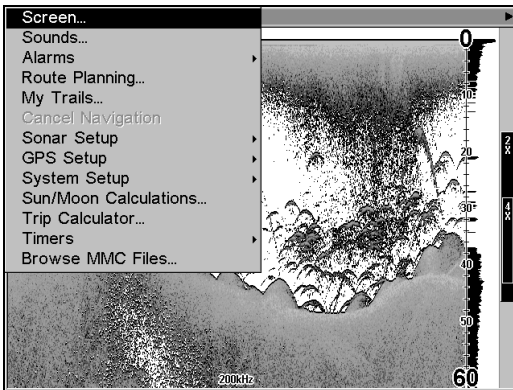 Screen...
Sounds...
Alarms
Route Planning...
My Trails...
Cancel Navigation
Sonar Setup
GPS Setup
System Setup
Sun/Moon Calculations...
Trip Calculator...
Timers
Browse MMC Files...
0
10
20
30
40
50
60
2X
4X
200kHz